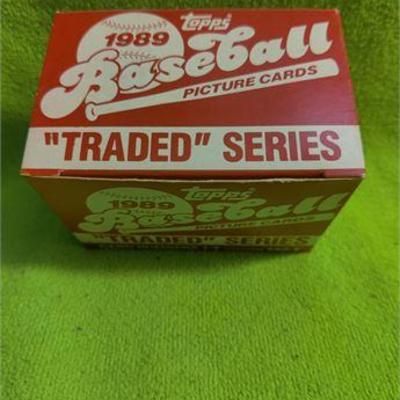 topps
1989
Baseball
PICTURE CARDS
"TRADED" SERIES
topps
1989
Baseball
PICTURE CARDS
"TRADED" SERIES